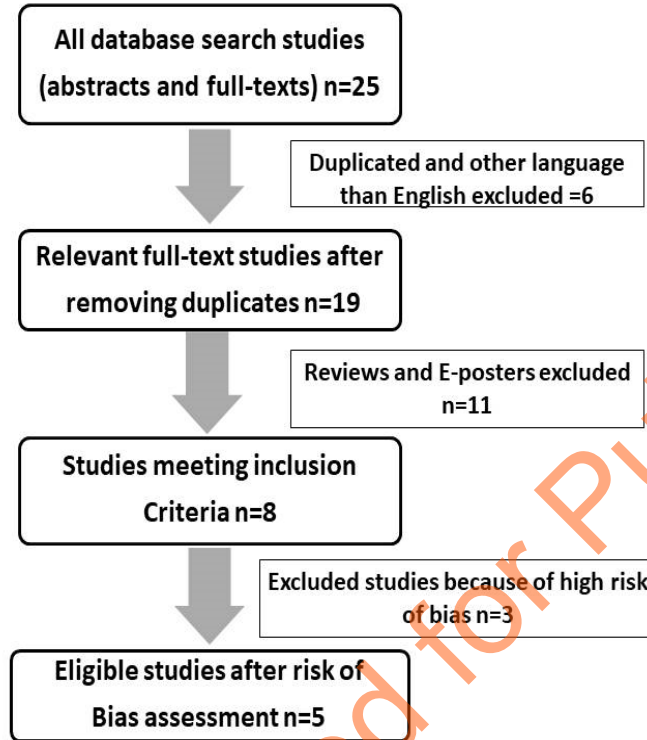 All database search studies
(abstracts and full-texts) n=25
Duplicated and other language
than English excluded =6
Relevant full-text studies after
removing duplicates n=19
Reviews and E-posters excluded
n=11
Studies meeting inclusion
Criteria n=8
Excluded studies because of high risk
of bias n=3
Eligible studies after risk of
Bias assessment n=5
for